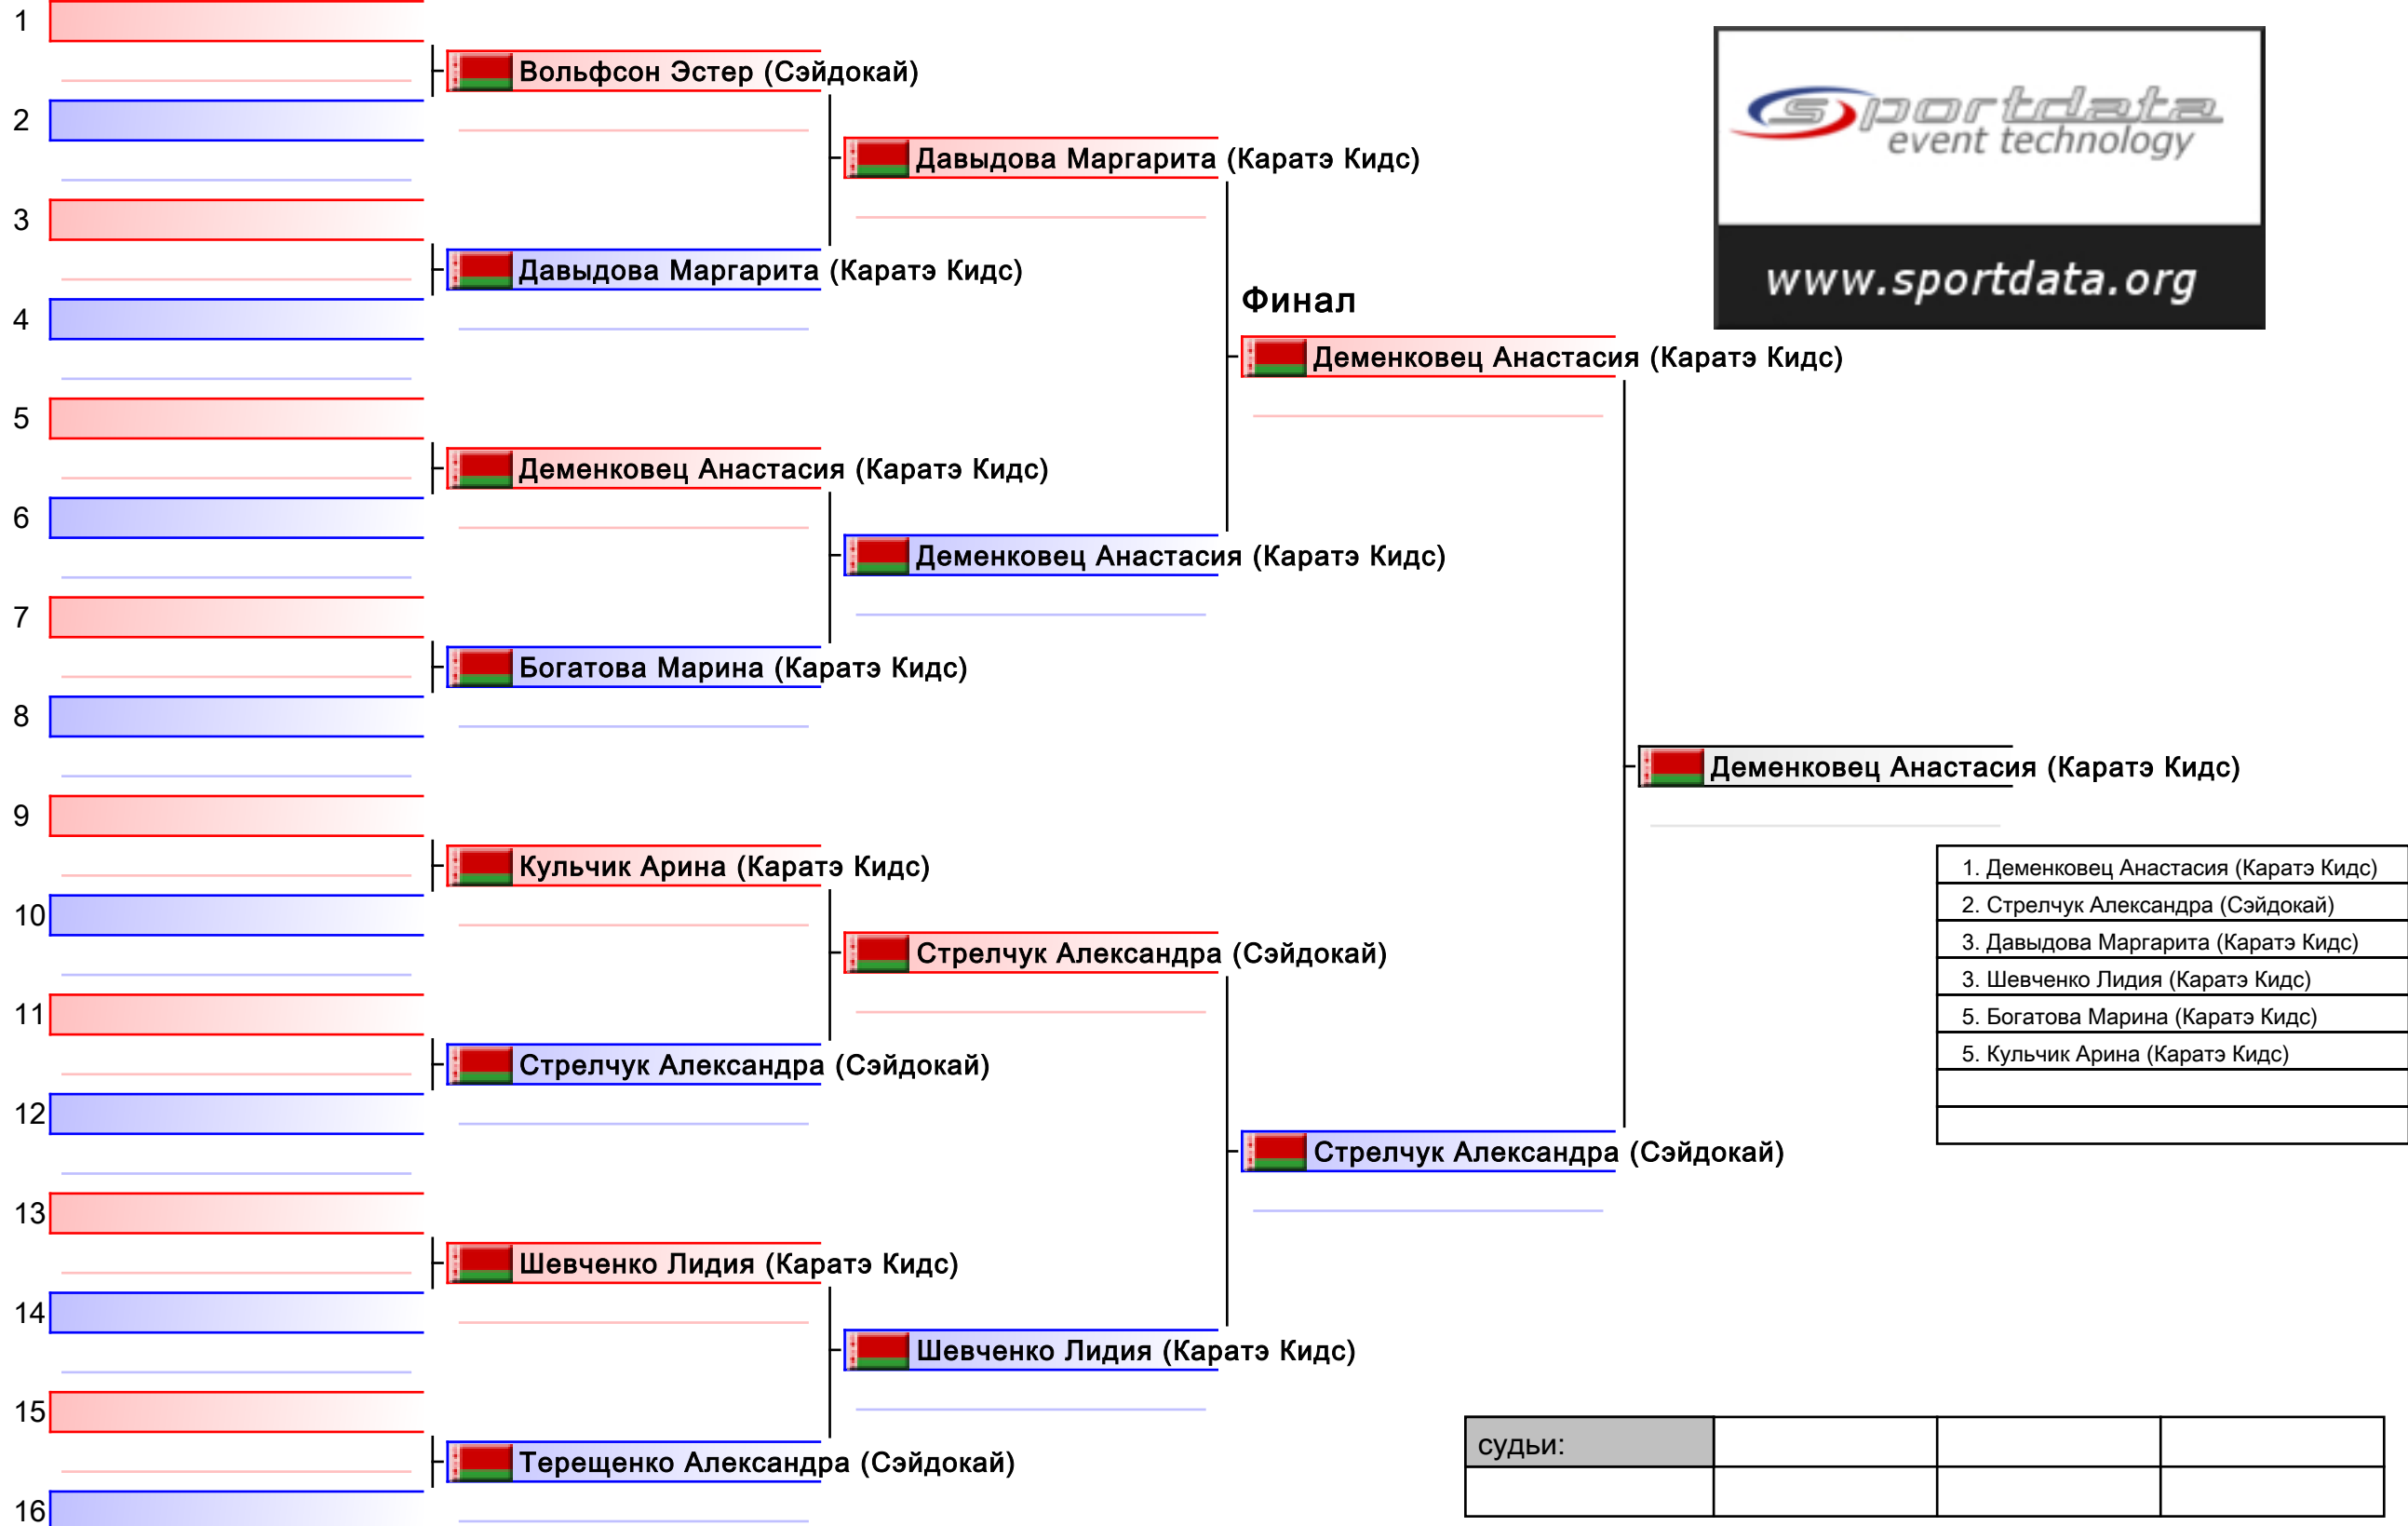 1
Вольфсон Эстер (Сэйдокай)
2
Давыдова Маргарита (Каратэ Кидс)
3
Давыдова Маргарита (Каратэ Кидс)
4
Финал
Деменковец Анастасия (Каратэ Кидс)
5
Деменковец Анастасия (Каратэ Кидс)
6
Деменковец Анастасия (Каратэ Кидс)
7
Богатова Марина (Каратэ Кидс)
8
Деменковец Анастасия (Каратэ Кидс)
9
Кульчик Арина (Каратэ Кидс)
10
Стрелчук Александра (Сэйдокай)
11
Стрелчук Александра (Сэйдокай)
12
Стрелчук Александра (Сэйдокай)
13
Шевченко Лидия (Каратэ Кидс)
14
Шевченко Лидия (Каратэ Кидс)
15
Терещенко Александра (Сэйдокай)
16
sportdata
event technology
www.sportdata.org
1. Деменковец Анастасия (Каратэ Кидс)
2. Стрелчук Александра (Сэйдокай)
3. Давыдова Маргарита (Каратэ Кидс)
3. Шевченко Лидия (Каратэ Кидс)
5. Богатова Марина (Каратэ Кидс)
5. Кульчик Арина (Каратэ Кидс)
судьи: